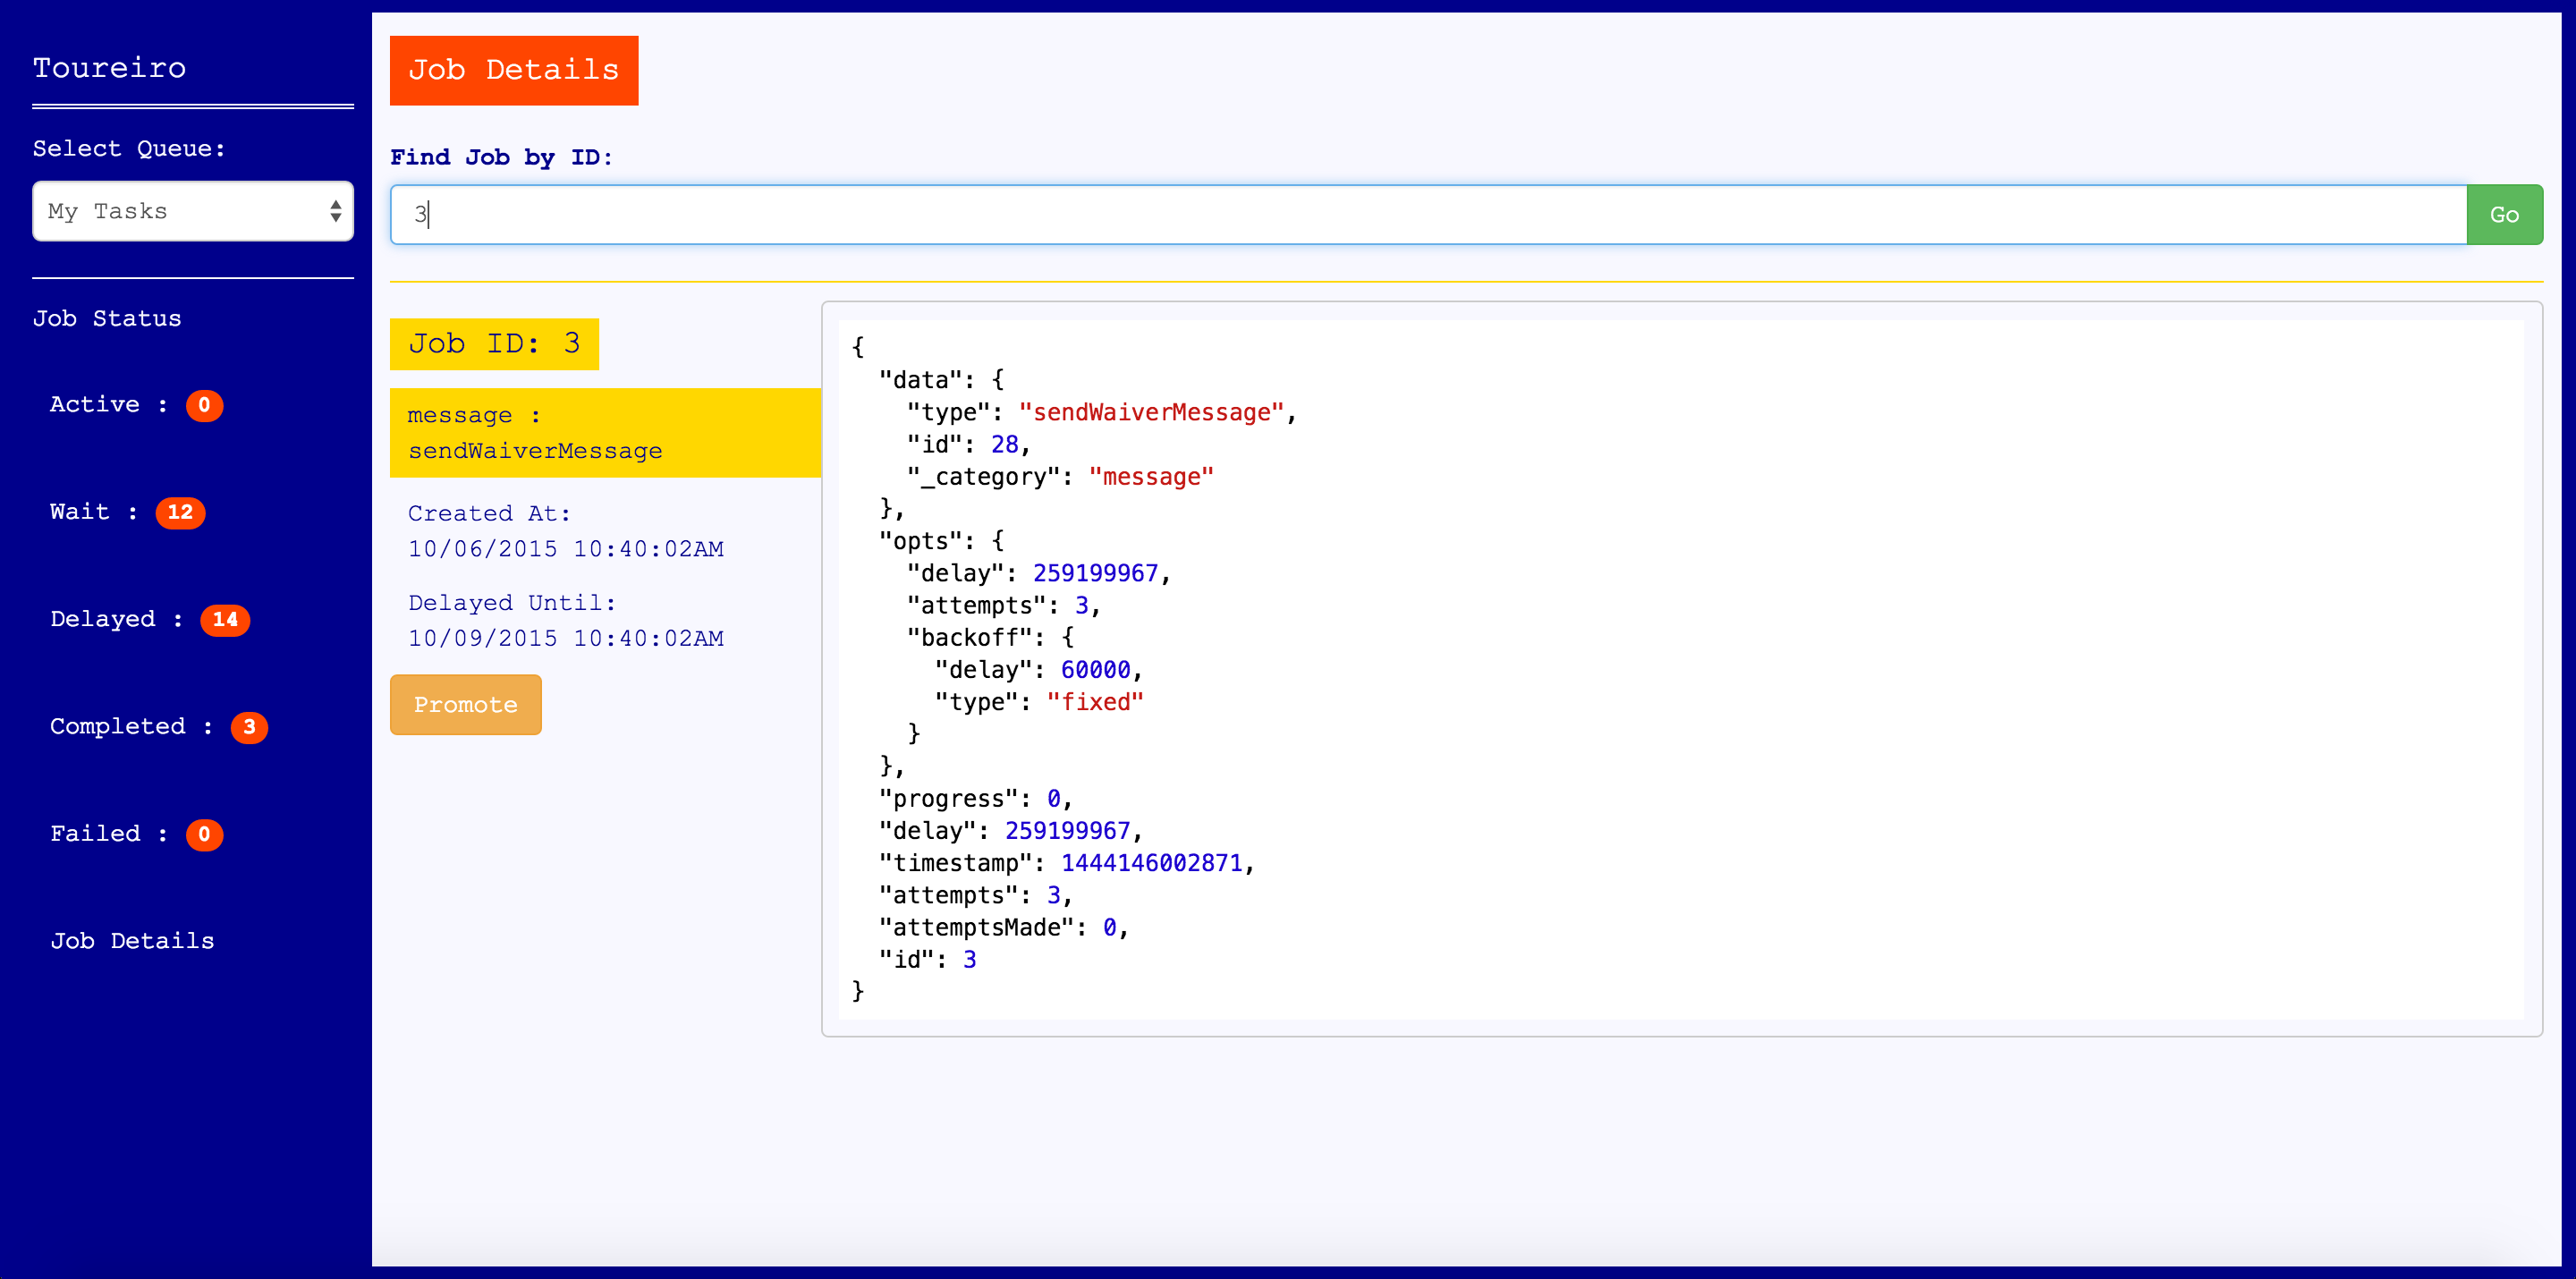 Toureiro
Select Queue:
My Tasks
Job Status
Active : 0
Wait : 12
Delayed : 14
Completed : 3
Failed : 0
Job Details
Job Details
Find Job by ID:
3
Go
Job ID: 3
message :
sendWaiverMessage
Created At:
10/06/2015 10:40:02AM
Delayed Until:
10/09/2015 10:40:02AM
Promote
{
  "data": {
    "type": "sendWaiverMessage",
    "id": 28,
    "_category": "message"
  },
  "opts": {
    "delay": 259199967,
    "attempts": 3,
    "backoff": {
      "delay": 60000,
      "type": "fixed"
    }
  },
  "progress": 0,
  "delay": 259199967,
  "timestamp": 1444146002871,
  "attempts": 3,
  "attemptsMade": 0,
  "id": 3
}